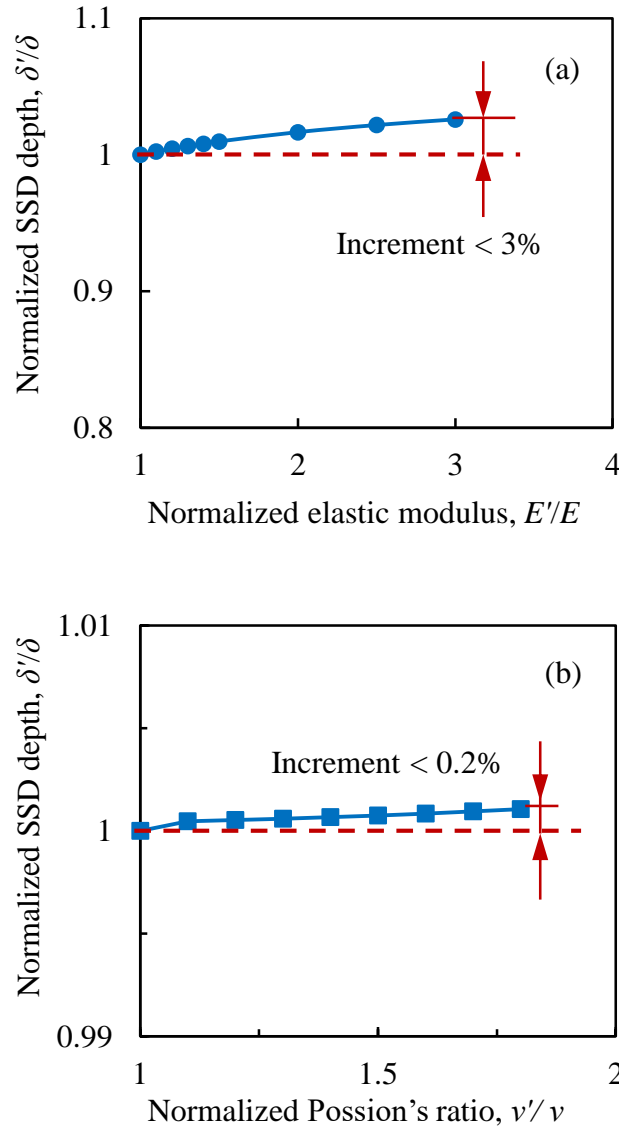 1.1
1
0.9
0.8
Normalized SSD depth, δ'/δ
(a)
Increment < 3%
1 2 3 4
Normalized elastic modulus, E'/E
1.01
1
0.99
Normalized SSD depth, δ'/δ
(b)
Increment < 0.2%
1 1.5 2
Normalized Possion’s ratio, ν'/ ν